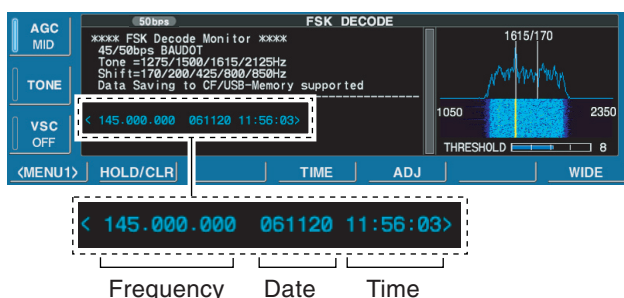 AGC
MID
TONE
VSC
OFF
50bps
FSK DECODE
**** FSK Decode Monitor ****
45/50bps BAUDOT
Tone =1275/1500/1615/2125Hz
Shift=170/200/425/800/850Hz
Data Saving to CF/USB-Memory supported
< 145.000.000 061120 11:56:03>
1615/170
1050
2350
THRESHOLD
8
<MENU1>
HOLD/CLR
TIME
ADJ
WIDE
< 145.000.000 061120 11:56:03>
Frequency Date Time